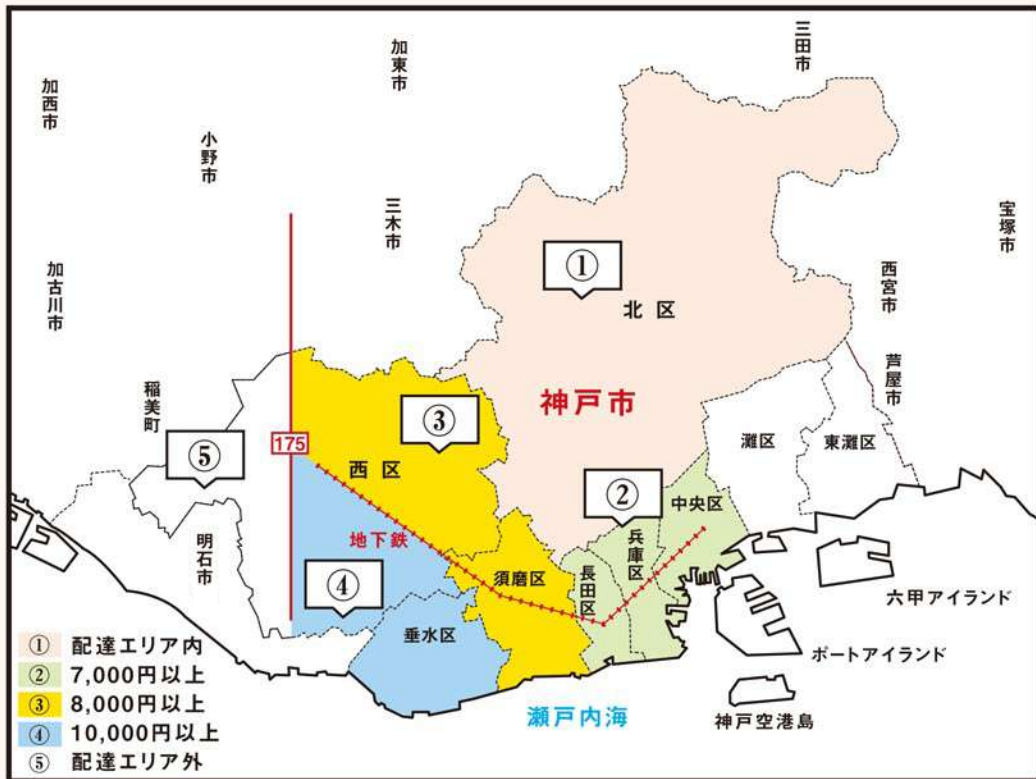 三田市
加東市
加西市
小野市
三木市
宝塚市
加古川市
①
西宮市
北区
芦屋市
稲美町
神戸市
③
灘区
東灘区
175
⑤
西区
②
中央区
地下鉄
兵庫区
明石市
④
須磨区
長田区
六甲アイランド
垂水区
ポートアイランド
瀬戸内海
神戸空港島
① 配達エリア内
② 7,000円以上
③ 8,000円以上
④ 10,000円以上
⑤ 配達エリア外